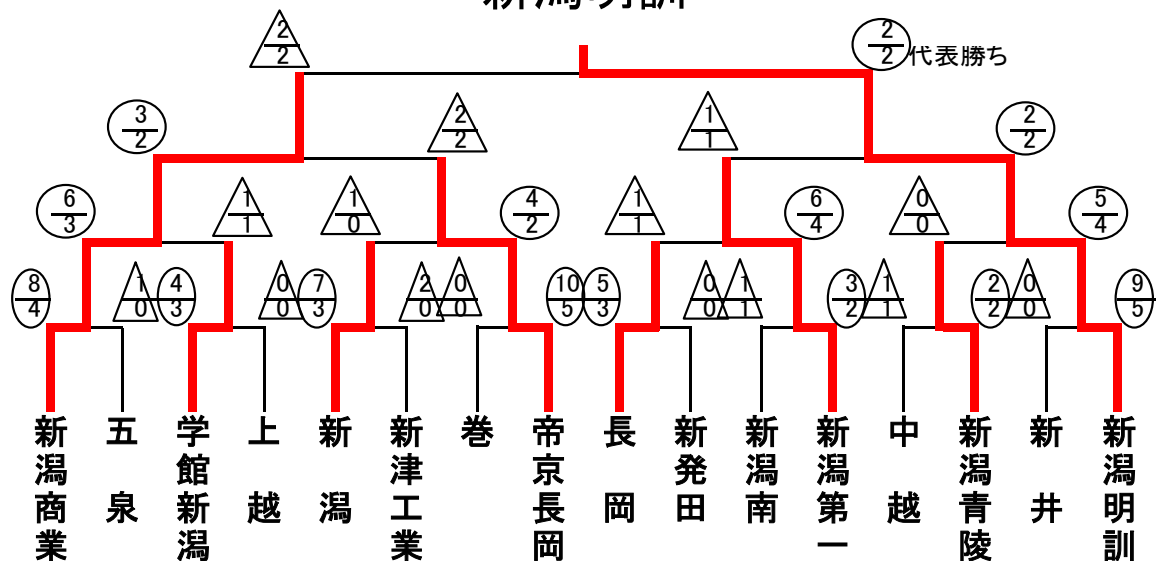 新潟明訓
2/2
2/2 代表勝ち
3/2
2/2
1/1
2/2
6/3
1/1
1/0
4/2
1/1
6/4
0/0
5/4
8/4
1/0
4/3
0/0
7/3
2/0
0/0
10/5
5/3
0/0
1/1
3/2
1/1
2/2
0/0
9/5
新潟商業
五泉
学館新潟
上越
新潟
新津工業
巻
帝京長岡
長岡
新発田
新潟南
新潟第一
中越
新潟青陵
新井
新潟明訓